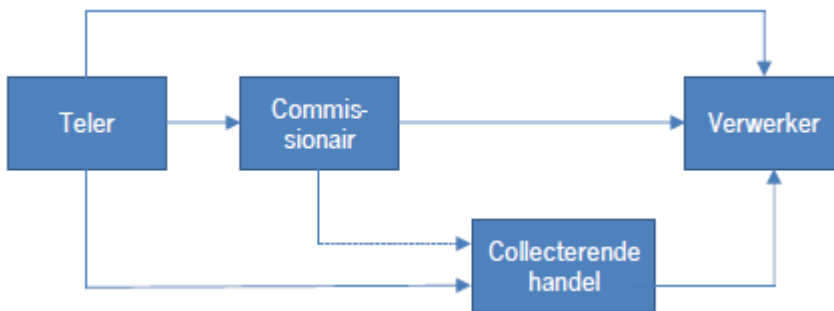 Teler
Commis-
sionair
Verwerker
Collecterende
handel